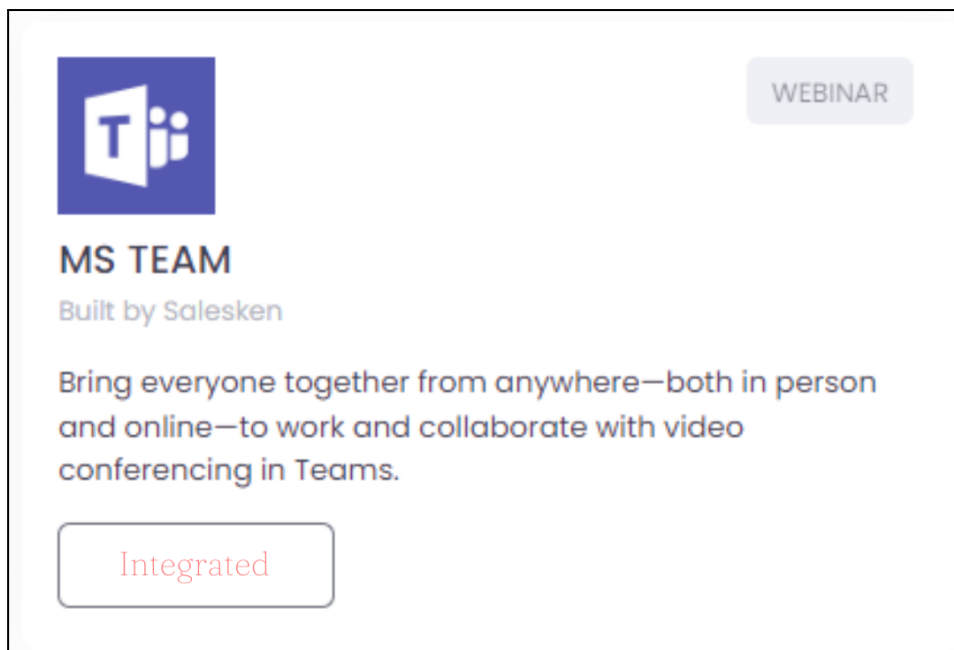 T
WEBINAR
MS TEAM
Built by Salesken
Bring everyone together from anywhere—both in person
and online—to work and collaborate with video
conferencing in Teams.
Integrated